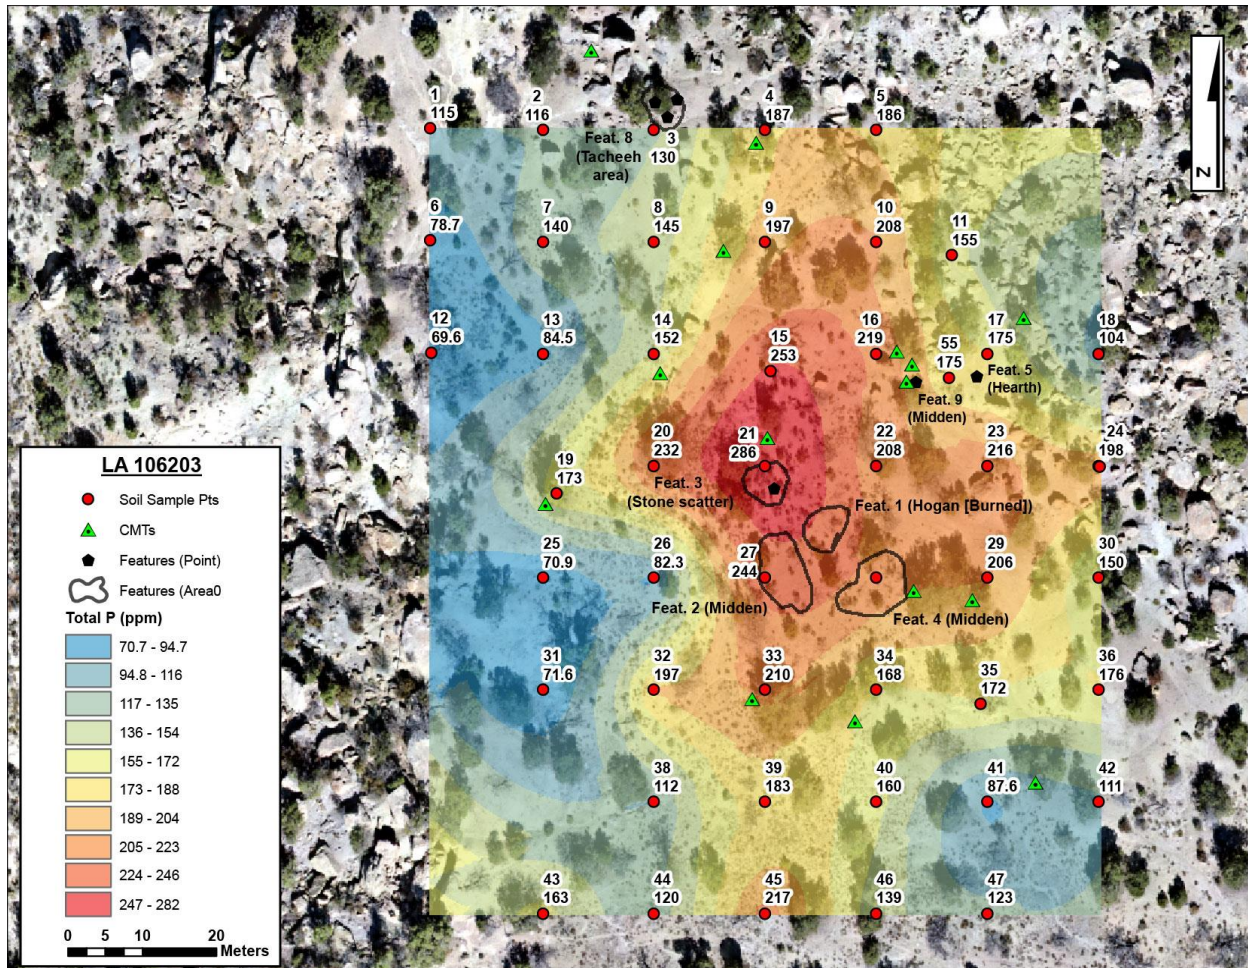 1
115
2
116
4
187
5
186
Feat. 8
(Tacheeh
area)
3
130
N
6
78.7
7
140
8
145
9
197
10
208
11
155
12
69.6
13
84.5
14
152
15
253
16
219
55
175
17
175
18
104
Feat. 5
(Hearth)
Feat. 9
(Midden)
19
173
20
232
21
286
22
208
23
216
24
198
Feat. 3
(Stone scatter)
Feat. 1 (Hogan [Burned])
25
70.9
26
82.3
27
244
29
206
30
150
Feat. 2 (Midden)
Feat. 4 (Midden)
31
71.6
32
197
33
210
34
168
35
172
36
176
38
112
39
183
40
160
41
87.6
42
111
43
163
44
120
45
217
46
139
47
123
LA 106203
Soil Sample Pts
CMTs
Features (Point)
Features (Area0
Total P (ppm)
70.7 - 94.7
94.8 - 116
117 - 135
136 - 154
155 - 172
173 - 188
189 - 204
205 - 223
224 - 246
247 - 282
0 5 10 20
Meters